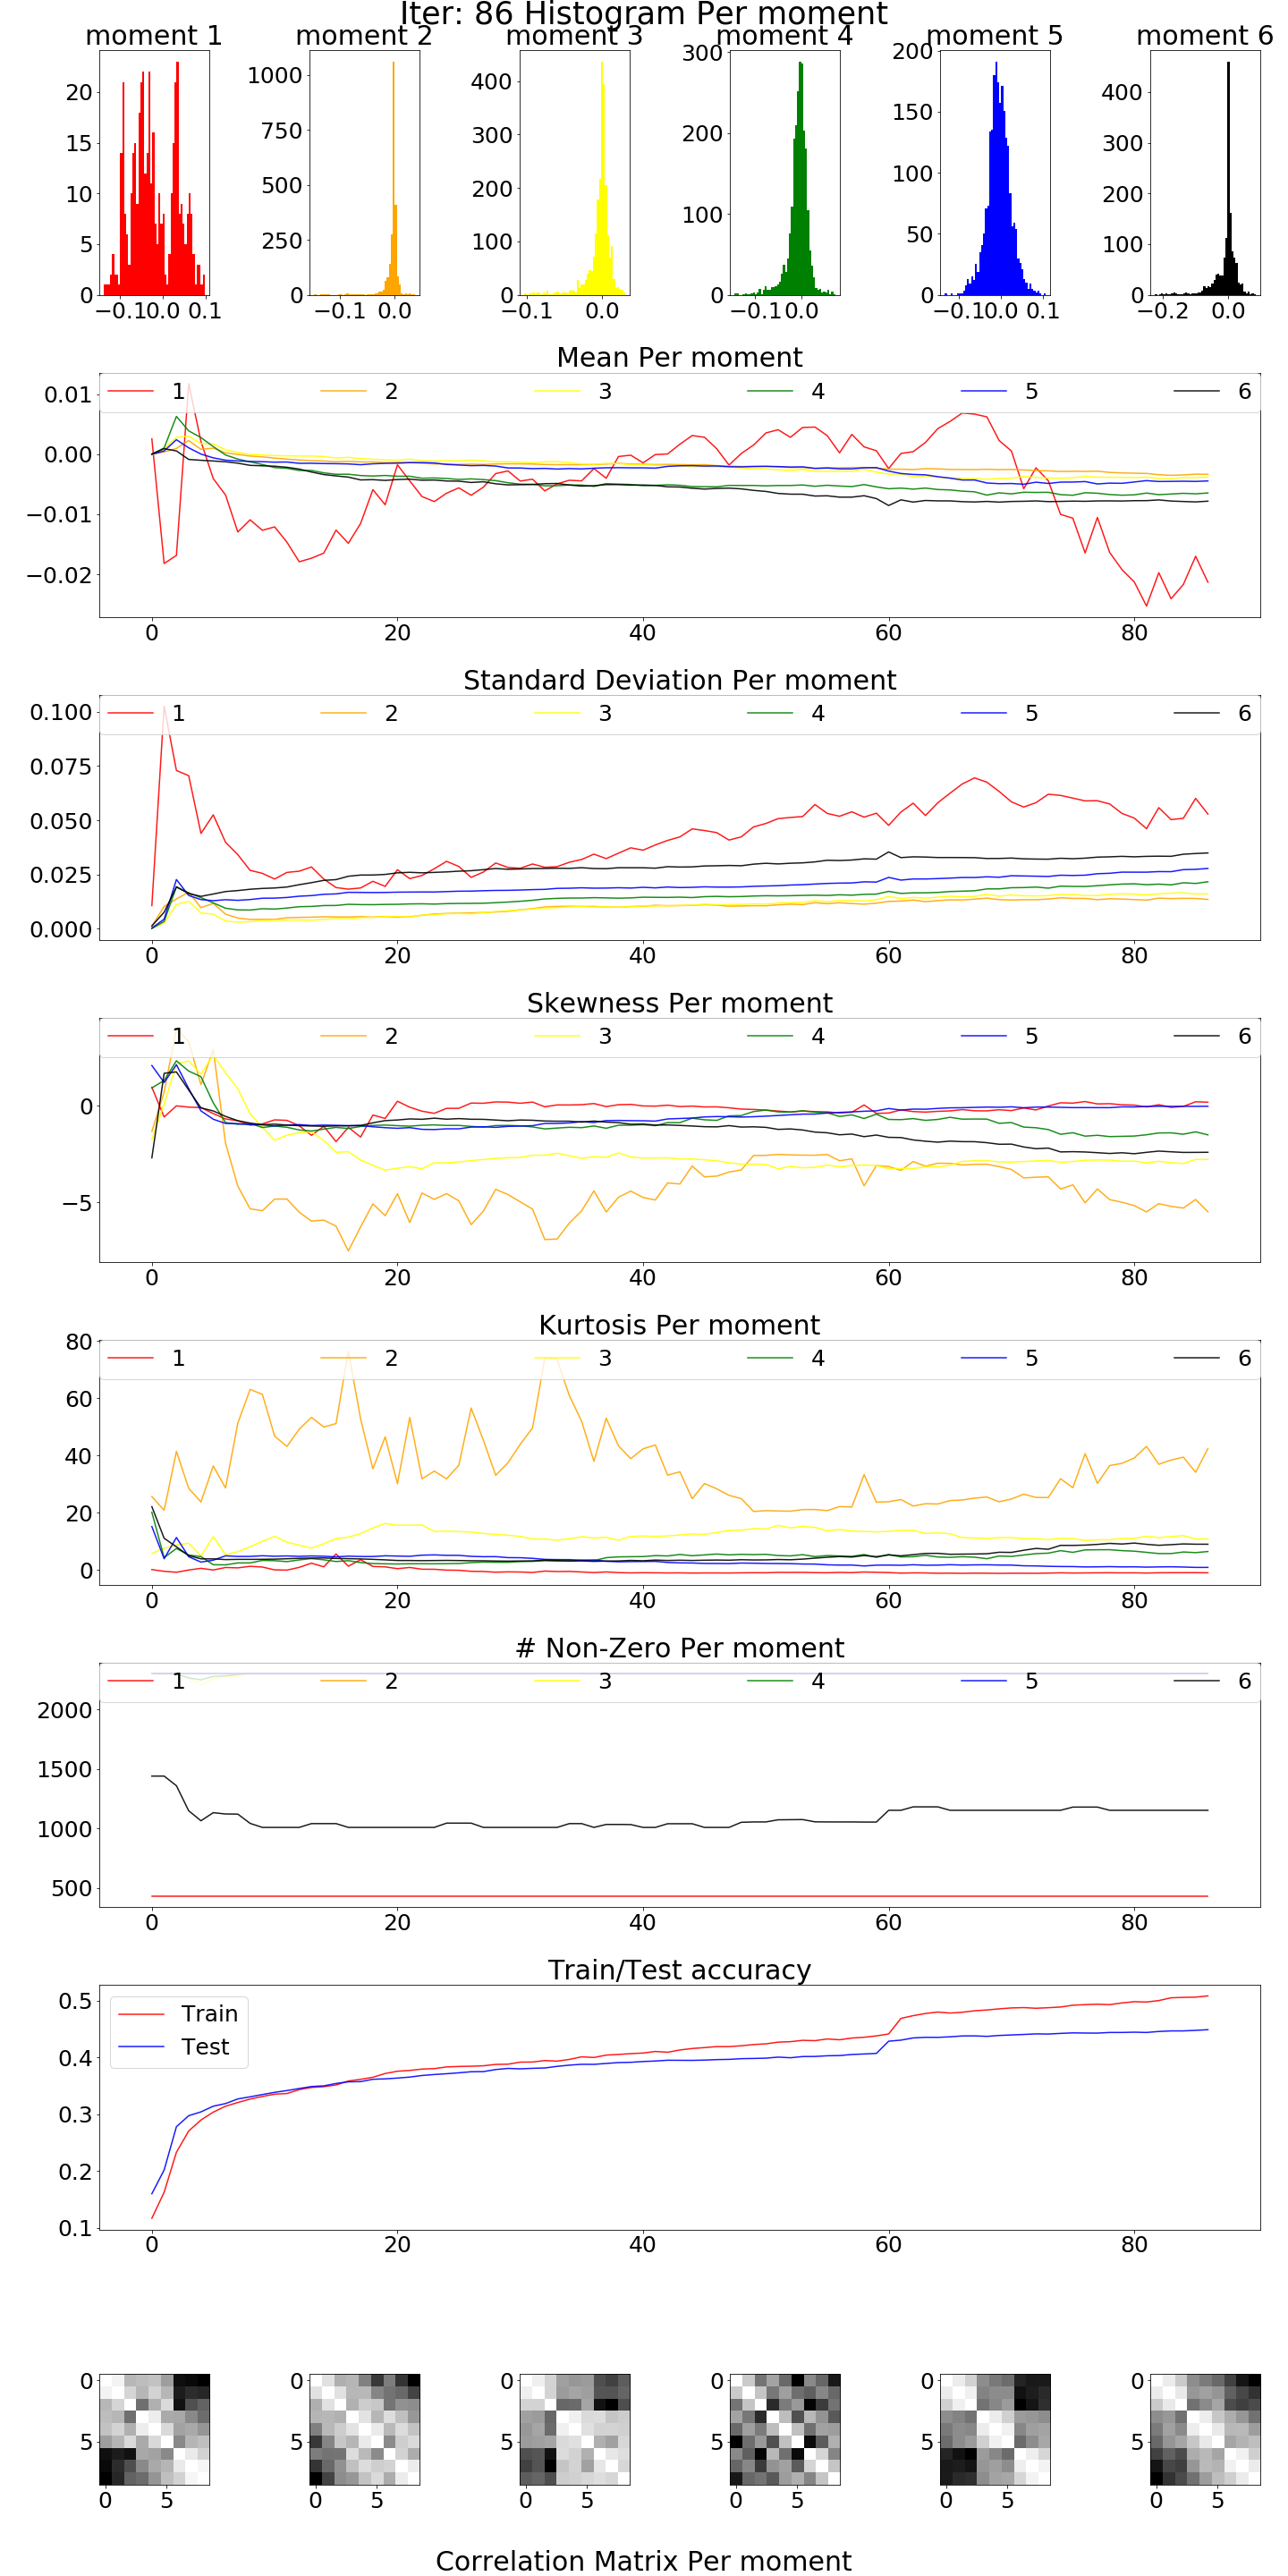 Iter: 86 Histogram Per moment
moment 1 moment 2 moment 3 moment 4 moment 5 moment 6
20
15
10
5
0
−0.1 0.0 0.1
1000
750
500
250
0
−0.1 0.0
400
300
200
100
0
−0.1 0.0
300
200
100
0
−0.1 0.0
200
150
100
50
0
−0.1 0.0 0.1
400
300
200
100
0
−0.2 0.0
Mean Per moment
1 2 3 4 5 6
0.01
0.00
−0.01
−0.02
0 20 40 60 80
Standard Deviation Per moment
1 2 3 4 5 6
0.100
0.075
0.050
0.025
0.000
0 20 40 60 80
Skewness Per moment
1 2 3 4 5 6
0
−5
0 20 40 60 80
Kurtosis Per moment
1 2 3 4 5 6
80
60
40
20
0
0 20 40 60 80
# Non-Zero Per moment
1 2 3 4 5 6
2000
1500
1000
500
0 20 40 60 80
Train/Test accuracy
Train
Test
0.5
0.4
0.3
0.2
0.1
0 20 40 60 80
0 0 0 0 0 0
5 5 5 5 5 5
0 5 0 5 0 5 0 5 0 5 0 5
Correlation Matrix Per moment